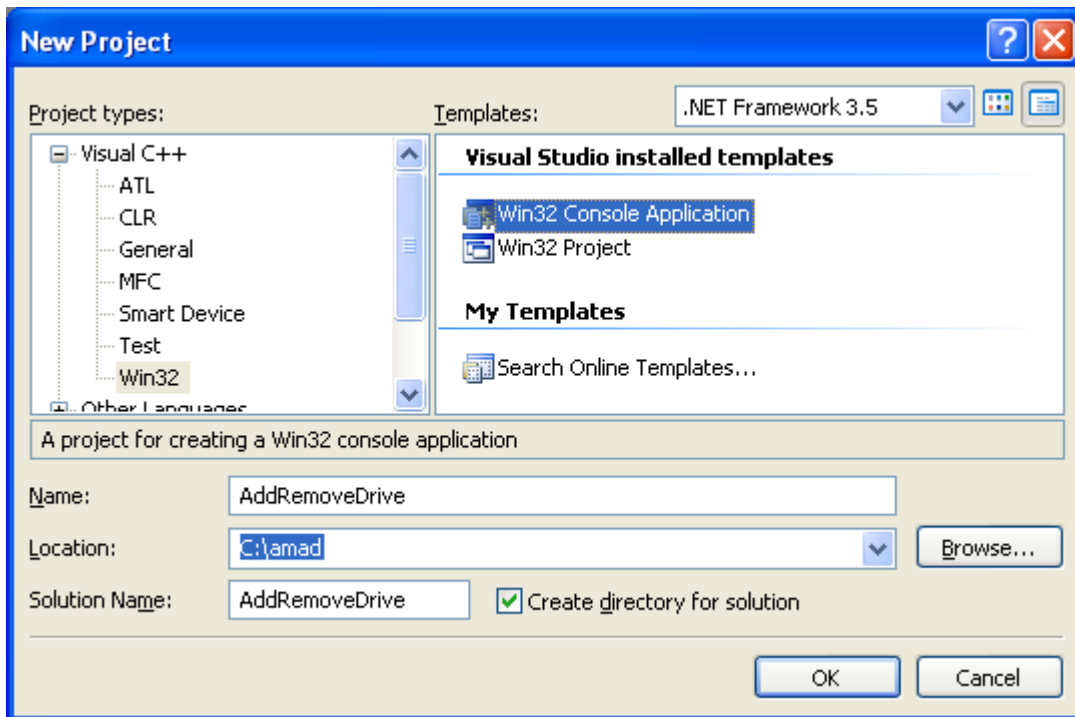 New Project
Project types:
Templates:
.NET Framework 3.5
Visual C++
ATL
CLR
General
MFC
Smart Device
Test
Win32
Other Languages
Visual Studio installed templates
Win32 Console Application
Win32 Project
My Templates
Search Online Templates...
A project for creating a Win32 console application
Name:
AddRemoveDrive
Location:
C:\amad
Browse...
Solution Name:
AddRemoveDrive
Create directory for solution
OK
Cancel